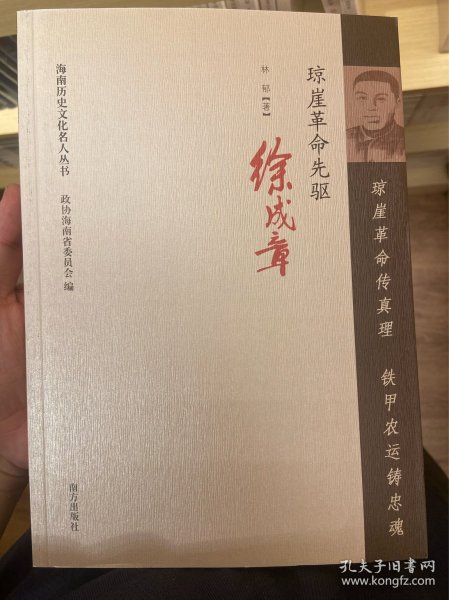 琼崖革命传真理 铁甲农运铸忠魂
琼崖革命先驱
徐成章
林郁【著】
海南历史文化名人丛书
政协海南省委员会 编
南方出版社
孔夫子旧书网
www.kongfz.com